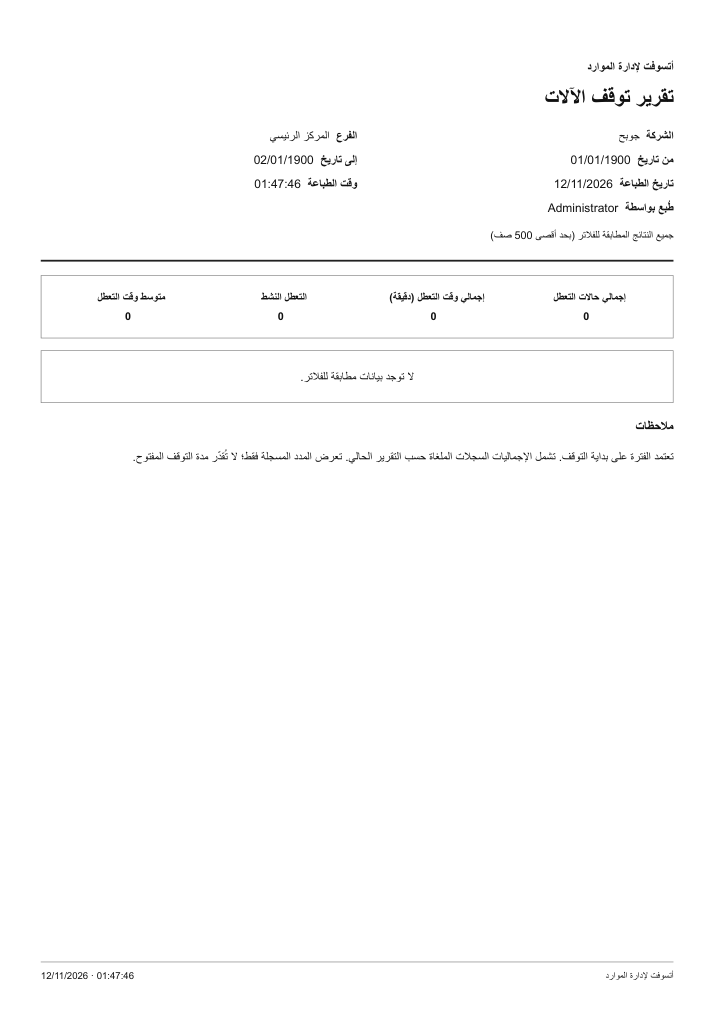 أتسوفت لإدارة الموارد
تقرير توقف الآلات
الشركة جوبح الفرع المركز الرئيسي
من تاريخ 01/01/1900 إلى تاريخ 02/01/1900
تاريخ الطباعة 12/11/2026 وقت الطباعة 01:47:46
طُبع بواسطة Administrator
جميع النتائج المطابقة للفلاتر (بحد أقصى 500 صف)
إجمالي حالات التعطل إجمالي وقت التعطل (دقيقة) التعطل النشط متوسط وقت التعطل
0 0 0 0
لا توجد بيانات مطابقة للفلاتر.
ملاحظات
تعتمد الفترة على بداية التوقف. تشمل الإجماليات السجلات الملغاة حسب التقرير الحالي. تعرض المدد المسجلة فقط؛ لا تُقدّر مدة التوقف المفتوح.
أتسوفت لإدارة الموارد 12/11/2026 · 01:47:46